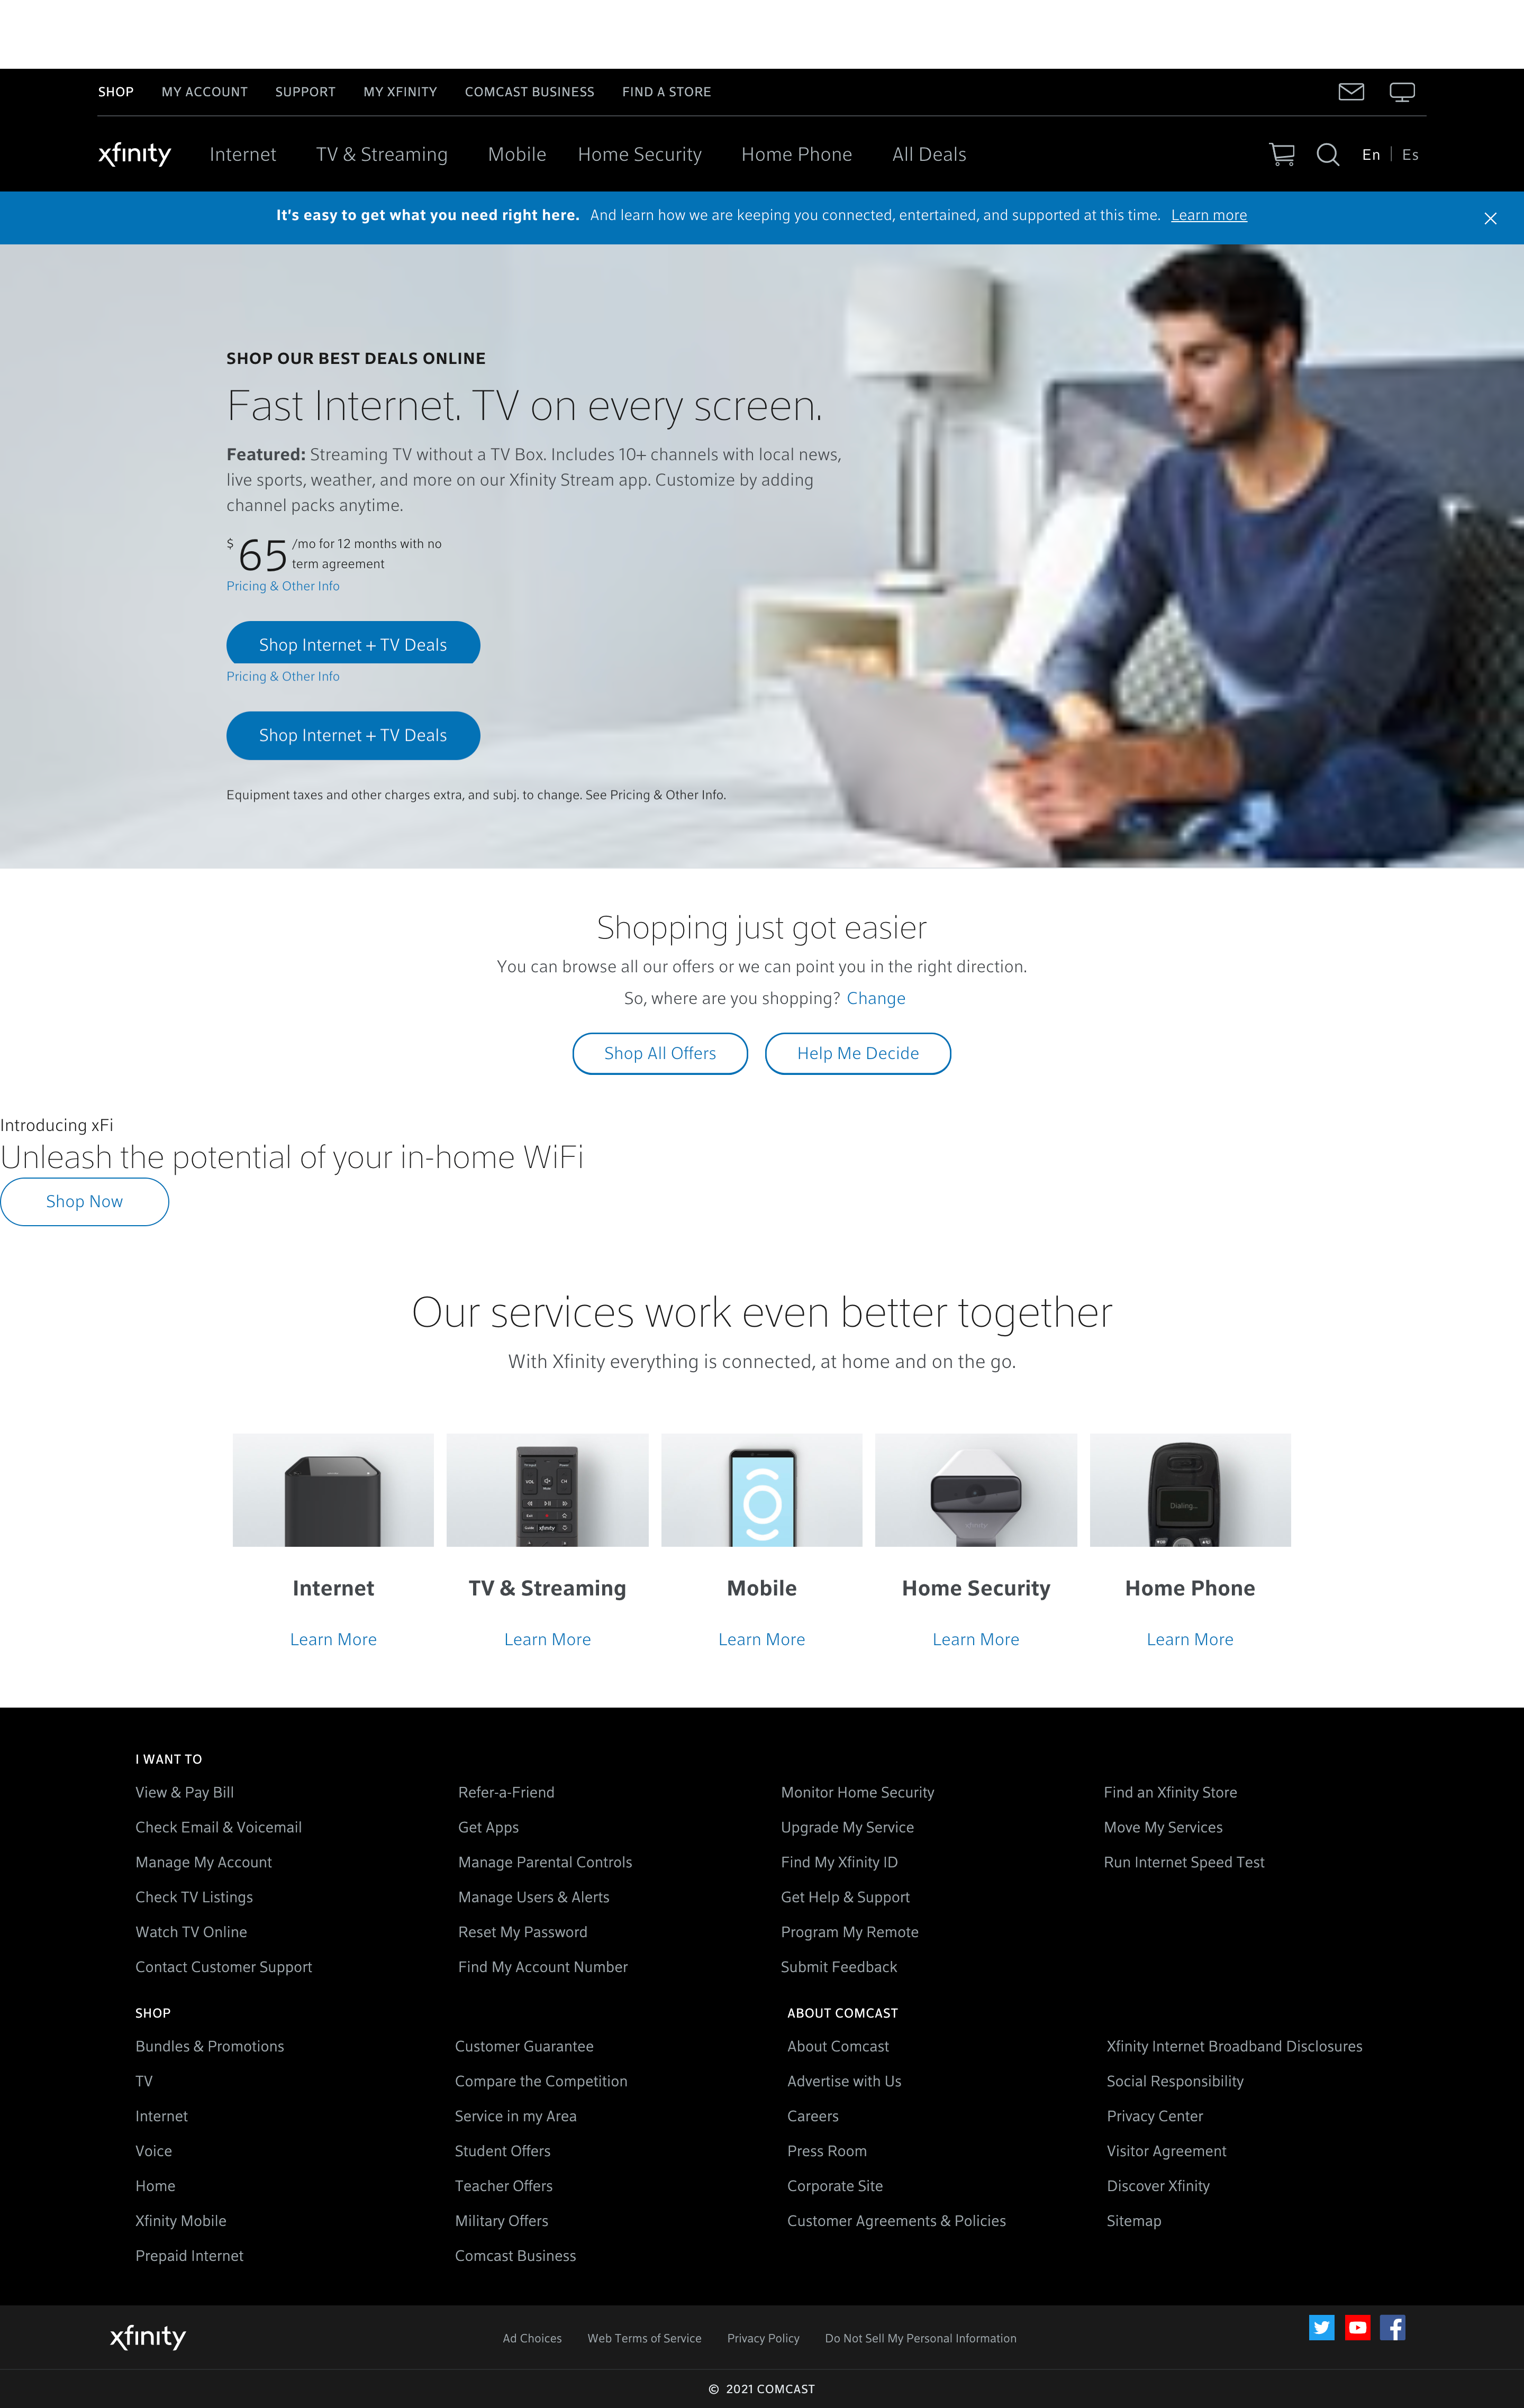 SHOP MY ACCOUNT SUPPORT MY XFINITY COMCAST BUSINESS FIND A STORE
xfinity Internet TV & Streaming Mobile Home Security Home Phone All Deals En | Es
It's easy to get what you need right here. And learn how we are keeping you connected, entertained, and supported at this time. Learn more
SHOP OUR BEST DEALS ONLINE
Fast Internet. TV on every screen.
Featured: Streaming TV without a TV Box. Includes 10+ channels with local news,
live sports, weather, and more on our Xfinity Stream app. Customize by adding
channel packs anytime.
$65 /mo for 12 months with no
term agreement
Pricing & Other Info
Shop Internet + TV Deals
Pricing & Other Info
Shop Internet + TV Deals
Equipment taxes and other charges extra, and subj. to change. See Pricing & Other Info.
Shopping just got easier
You can browse all our offers or we can point you in the right direction.
So, where are you shopping? Change
Shop All Offers Help Me Decide
Introducing xFi
Unleash the potential of your in-home WiFi
Shop Now
Our services work even better together
With Xfinity everything is connected, at home and on the go.
VOL CH
Exit
Guide xfinity
Dialing...
xfinity
Internet TV & Streaming Mobile Home Security Home Phone
Learn More Learn More Learn More Learn More Learn More
I WANT TO
View & Pay Bill Refer-a-Friend Monitor Home Security Find an Xfinity Store
Check Email & Voicemail Get Apps Upgrade My Service Move My Services
Manage My Account Manage Parental Controls Find My Xfinity ID Run Internet Speed Test
Check TV Listings Manage Users & Alerts Get Help & Support
Watch TV Online Reset My Password Program My Remote
Contact Customer Support Find My Account Number Submit Feedback
SHOP ABOUT COMCAST
Bundles & Promotions Customer Guarantee About Comcast Xfinity Internet Broadband Disclosures
TV Compare the Competition Advertise with Us Social Responsibility
Internet Service in my Area Careers Privacy Center
Voice Student Offers Press Room Visitor Agreement
Home Teacher Offers Corporate Site Discover Xfinity
Xfinity Mobile Military Offers Customer Agreements & Policies Sitemap
Prepaid Internet Comcast Business
xfinity Ad Choices Web Terms of Service Privacy Policy Do Not Sell My Personal Information
© 2021 COMCAST